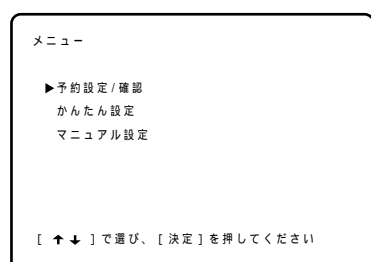 メニュー
▶予約設定/確認
かんたん設定
マニュアル設定
[ ↑↓ ]で選び、[決定]を押してください